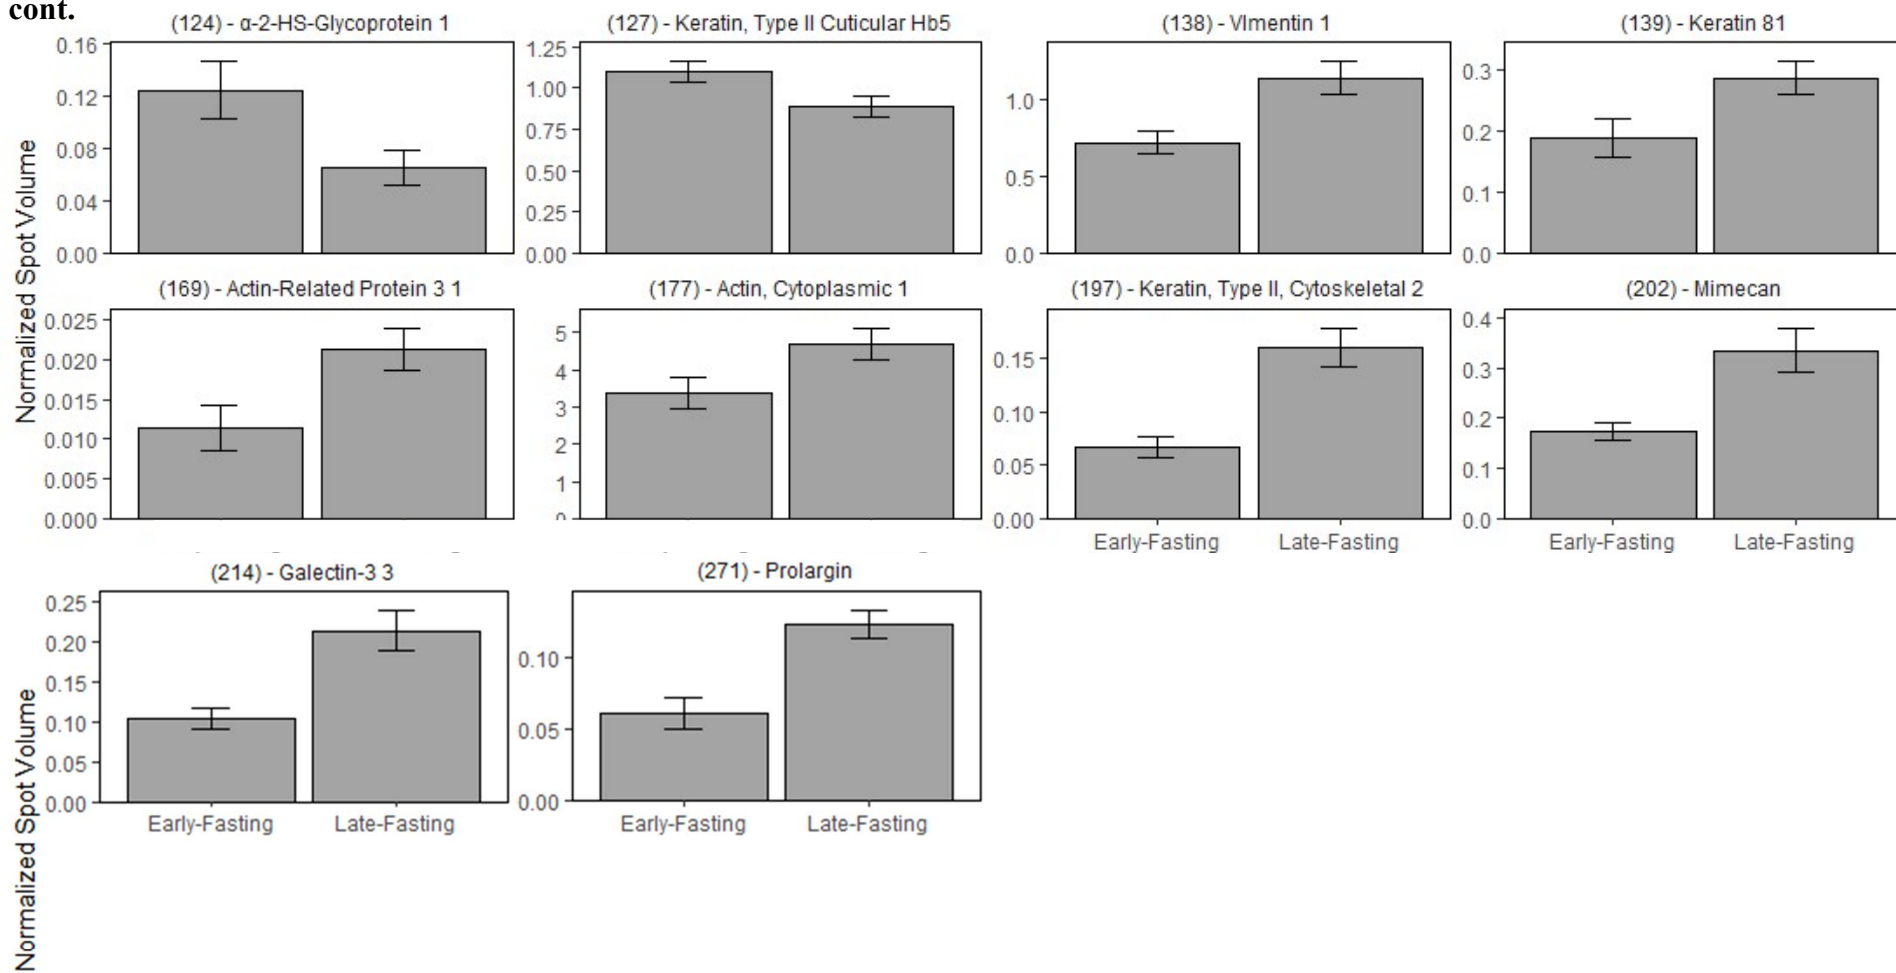 cont.
(124) - α-2-HS-Glycoprotein 1
(127) - Keratin, Type II Cuticular Hb5
(138) - VImentin 1
(139) - Keratin 81
0.16
0.12
0.08
0.04
0.00
1.25
1.00
0.75
0.50
0.25
0.00
1.0
0.5
0.0
0.3
0.2
0.1
0.0
Normalized Spot Volume
(169) - Actin-Related Protein 3 1
(177) - Actin, Cytoplasmic 1
(197) - Keratin, Type II, Cytoskeletal 2
(202) - Mimecan
0.025
0.020
0.015
0.010
0.005
0.000
5
4
3
2
1
0
0.15
0.10
0.05
0.00
0.4
0.3
0.2
0.1
0.0
Early-Fasting
Late-Fasting
Early-Fasting
Late-Fasting
(214) - Galectin-3 3
(271) - Prolargin
0.25
0.20
0.15
0.10
0.05
0.00
0.10
0.05
0.00
Normalized Spot Volume
Early-Fasting
Late-Fasting
Early-Fasting
Late-Fasting